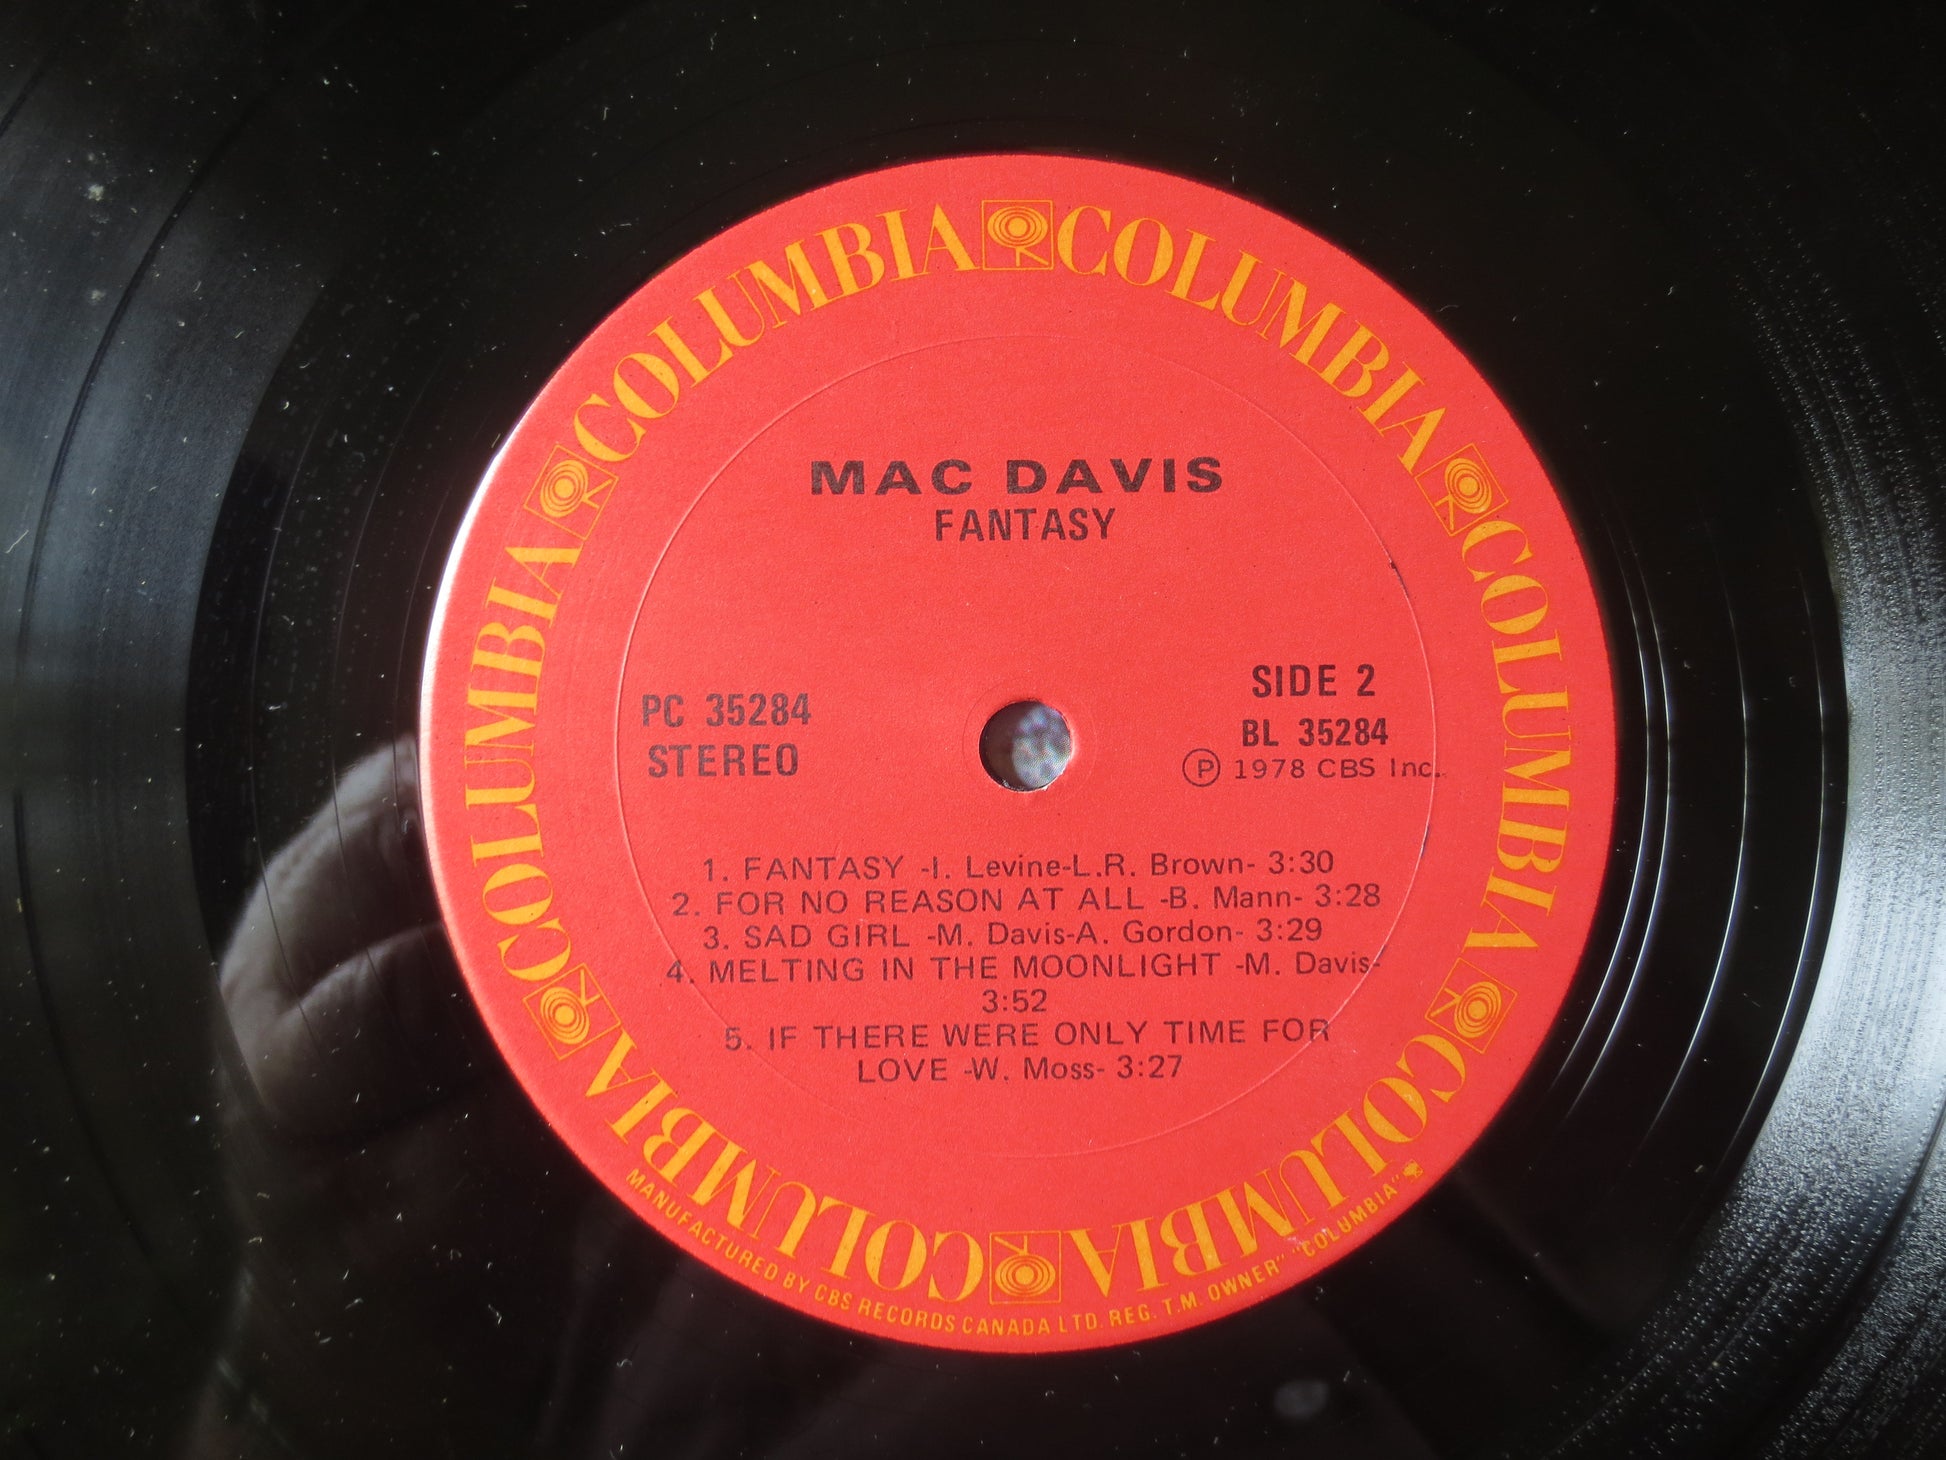 COLUMBIA COLUMBIA COLUMBIA COLUMBIA COLUMBIA COLUMBIA
MAC DAVIS
FANTASY
PC 35284
STEREO
SIDE 2
BL 35284
Ⓟ 1978 CBS Inc.
1. FANTASY -I. Levine-L.R. Brown- 3:30
2. FOR NO REASON AT ALL -B. Mann- 3:28
3. SAD GIRL -M. Davis-A. Gordon- 3:29
4. MELTING IN THE MOONLIGHT -M. Davis-
3:52
5. IF THERE WERE ONLY TIME FOR
LOVE -W. Moss- 3:27
MANUFACTURED BY CBS RECORDS CANADA LTD. REG. T.M. OWNER" "COLUMBIA"